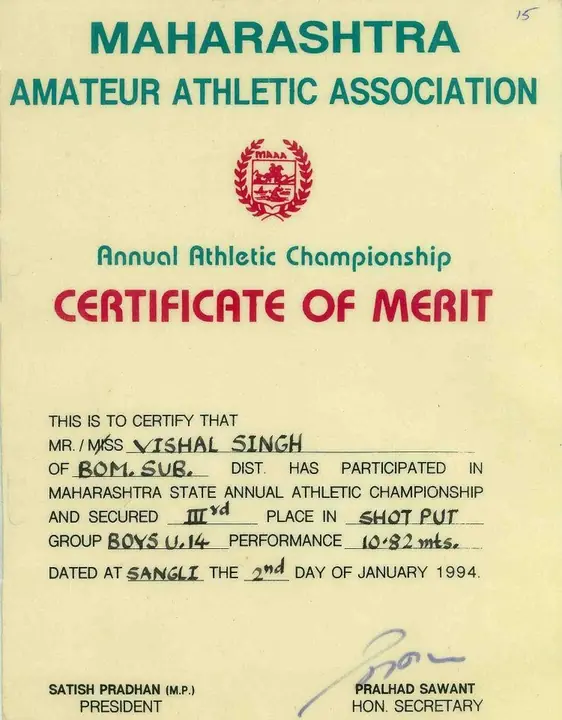 15
MAHARASHTRA
AMATEUR ATHLETIC ASSOCIATION
MAAA
Annual Athletic Championship
CERTIFICATE OF MERIT
THIS IS TO CERTIFY THAT
MR. / MISS VISHAL SINGH
OF BOM. SUB. DIST. HAS PARTICIPATED IN
MAHARASHTRA STATE ANNUAL ATHLETIC CHAMPIONSHIP
AND SECURED IIIrd PLACE IN SHOT PUT
GROUP BOYS U.14 PERFORMANCE 10.82 mts.
DATED AT SANGLI THE 2nd DAY OF JANUARY 1994.
SATISH PRADHAN (M.P.) PRALHAD SAWANT
PRESIDENT HON. SECRETARY